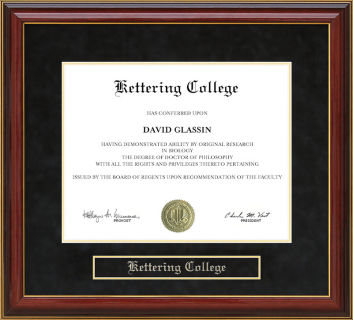 Kettering College
HAS CONFERRED UPON
DAVID GLASSIN
HAVING DEMONSTRATED ABILITY BY ORIGINAL RESEARCH
IN BIOLOGY
THE DEGREE OF DOCTOR OF PHILOSOPHY
WITH ALL THE RIGHTS AND PRIVILEGES THERETO PERTAINING
ISSUED BY THE BOARD OF REGENTS UPON RECOMMENDATION OF THE FACULTY
PROVOST
PRESIDENT
Kettering College